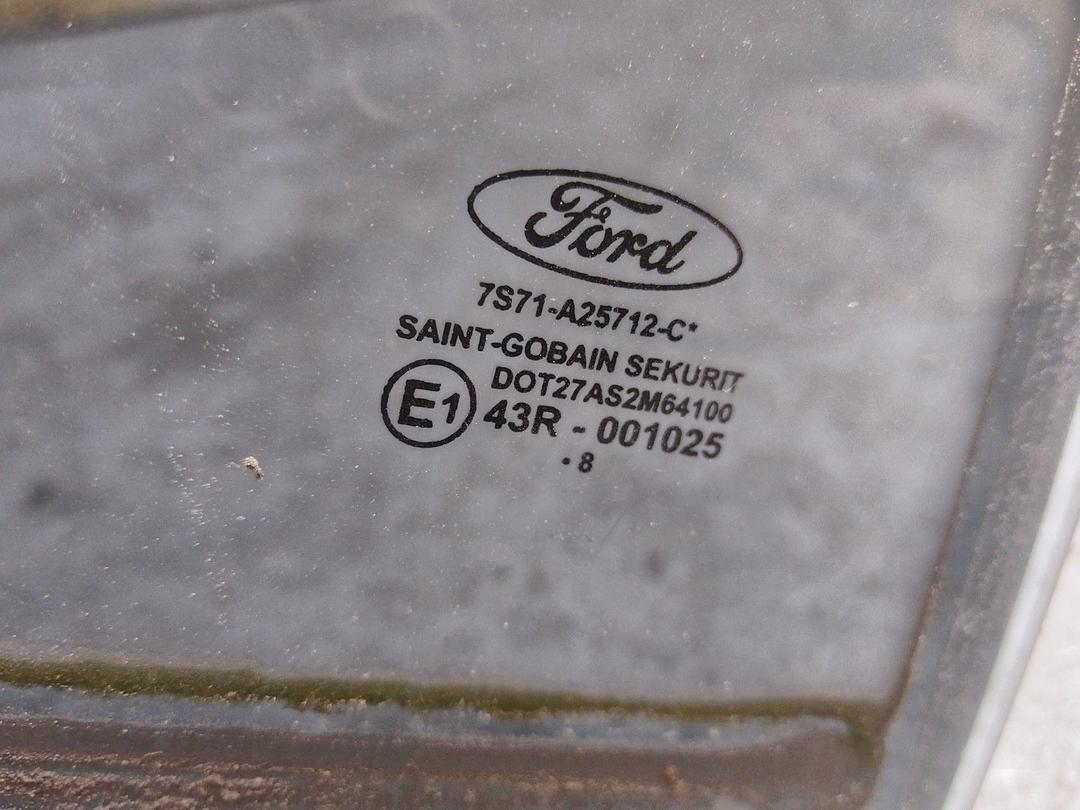 Ford
7S71-A25712-C*
SAINT-GOBAIN SEKURIT
DOT27AS2M64100
E1 43R - 001025
. 8